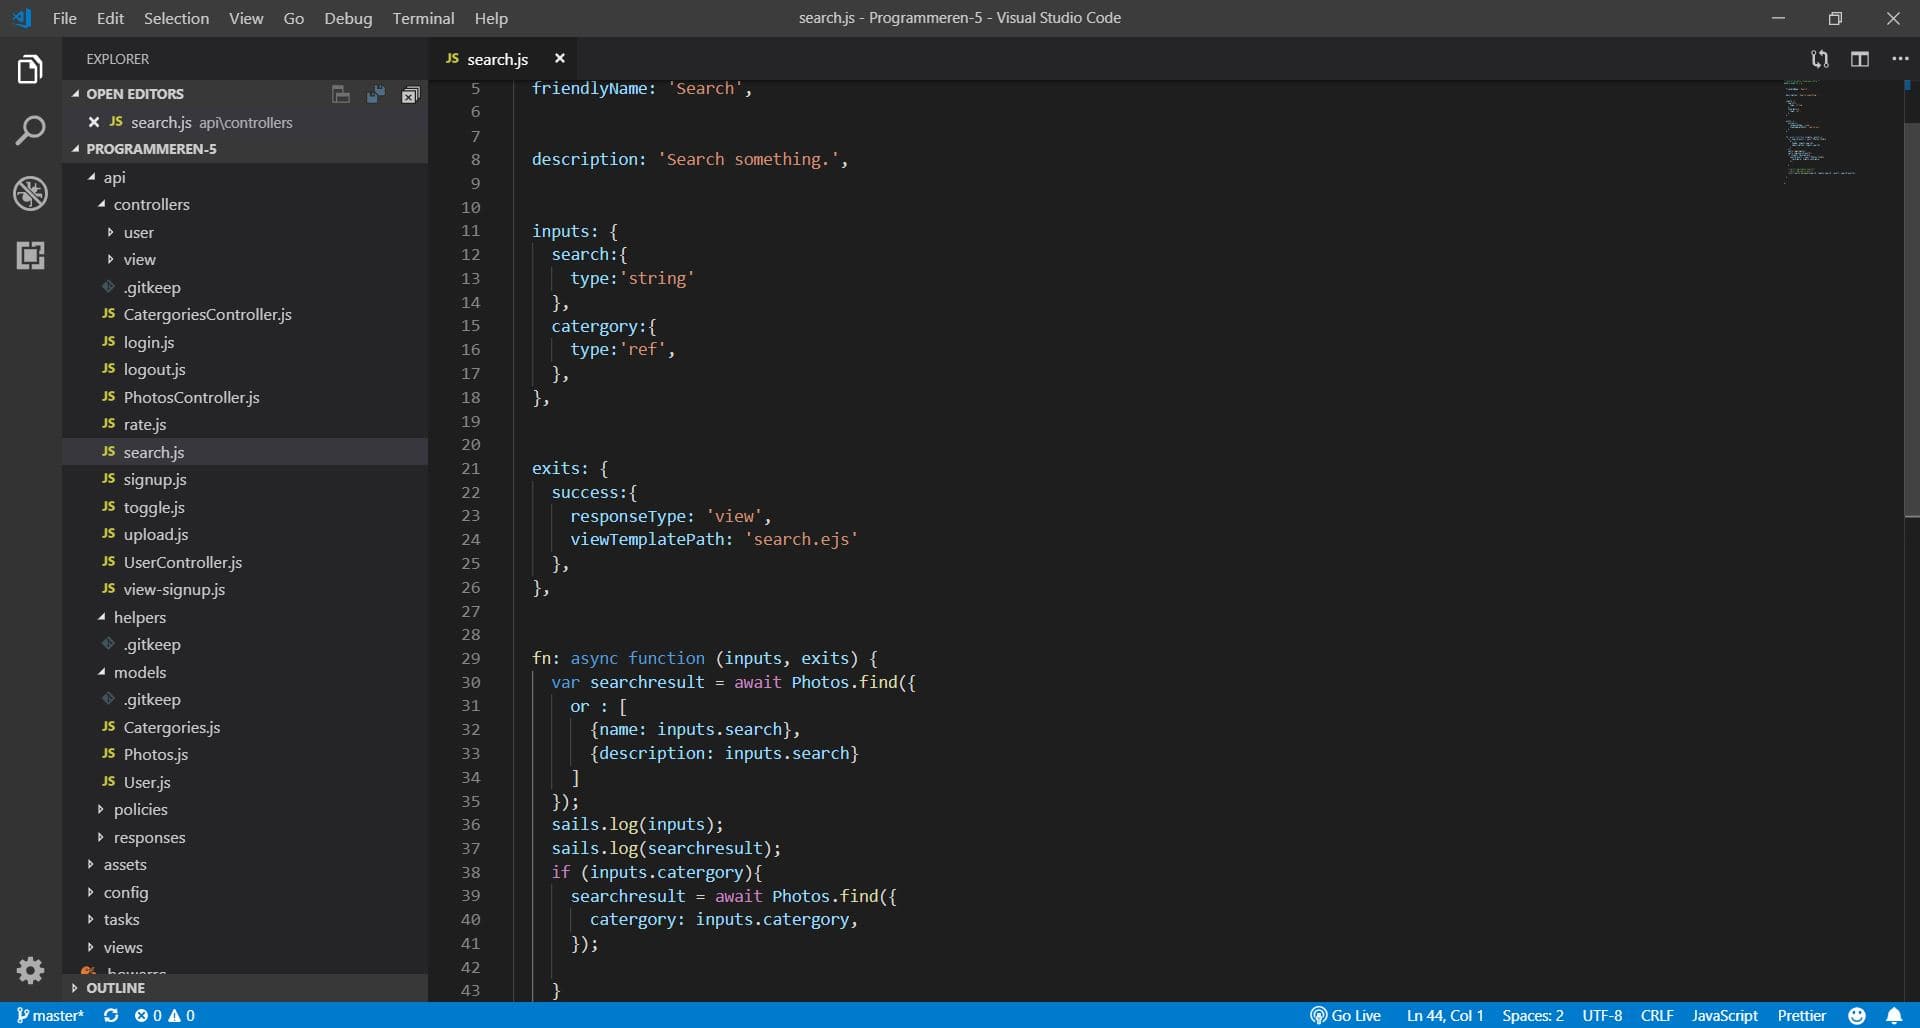 File Edit Selection View Go Debug Terminal Help
search.js - Programmeren-5 - Visual Studio Code
EXPLORER
OPEN EDITORS
JS search.js api\controllers
PROGRAMMEREN-5
api
controllers
user
view
.gitkeep
JS CatergoriesController.js
JS login.js
JS logout.js
JS PhotosController.js
JS rate.js
JS search.js
JS signup.js
JS toggle.js
JS upload.js
JS UserController.js
JS view-signup.js
helpers
.gitkeep
models
.gitkeep
JS Catergories.js
JS Photos.js
JS User.js
policies
responses
assets
config
tasks
views
OUTLINE
JS search.js
5 friendlyName: 'Search',
6
7
8 description: 'Search something.',
9
10
11 inputs: {
12 search:{
13 type:'string'
14 },
15 catergory:{
16 type:'ref',
17 },
18 },
19
20
21 exits: {
22 success:{
23 responseType: 'view',
24 viewTemplatePath: 'search.ejs'
25 },
26 },
27
28
29 fn: async function (inputs, exits) {
30 var searchresult = await Photos.find({
31 or : [
32 {name: inputs.search},
33 {description: inputs.search}
34 ]
35 });
36 sails.log(inputs);
37 sails.log(searchresult);
38 if (inputs.catergory){
39 searchresult = await Photos.find({
40 catergory: inputs.catergory,
41 });
42
43 }
master* 0 0 Go Live Ln 44, Col 1 Spaces: 2 UTF-8 CRLF JavaScript Prettier